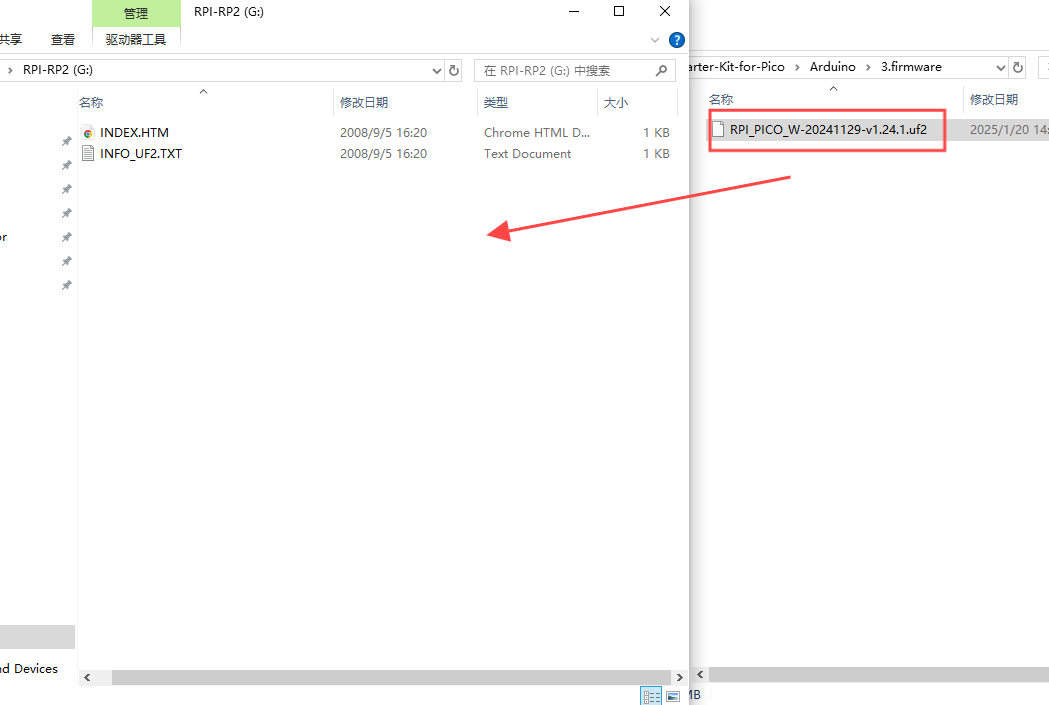 管理
RPI-RP2 (G:)
共享
查看
驱动器工具
RPI-RP2 (G:)
在 RPI-RP2 (G:) 中搜索
名称
修改日期
类型
大小
INDEX.HTM
2008/9/5 16:20
Chrome HTML D...
1 KB
INFO_UF2.TXT
2008/9/5 16:20
Text Document
1 KB
or
nd Devices
arter-Kit-for-Pico
Arduino
3.firmware
名称
修改日期
RPI_PICO_W-20241129-v1.24.1.uf2
2025/1/20 14:
MB